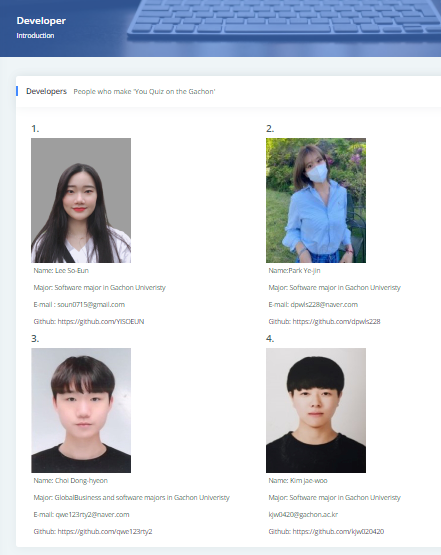 Developer
Introduction
Developers People who make 'You Quiz on the Gachon'
1.
2.
Name: Lee So-Eun
Name:Park Ye-jin
Major: Software major in Gachon Univeristy
Major: Software major in Gachon Univeristy
E-mail : soun0715@gmail.com
E-mail: dpwls228@naver.com
Github: https://github.com/YISOEUN
Github: https://github.com/dpwls228
3.
4.
Name: Choi Dong-hyeon
Name: Kim jae-woo
Major: GlobalBusiness and software majors in Gachon Univeristy
Major: Software major in Gachon Univeristy
E-mail: qwe123rty2@naver.com
kjw0420@gachon.ac.kr
Github: https://github.com/qwe123rty2
Github: https://github.com/kjw020420